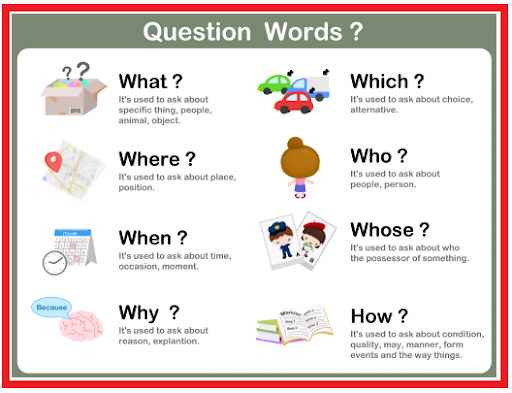 Question Words ?
What ?
It's used to ask about
specific thing, people,
animal, object.
Which ?
It's used to ask about choice,
alternative.
Where ?
It's used to ask about place,
position.
Who ?
It's used to ask about
people, person.
When ?
It's used to ask about time,
occasion, moment.
Whose ?
It's used to ask about who
the possessor of something.
Why ?
It's used to ask about
reason, explantion.
Because
How ?
It's used to ask about condition,
quality, may, manner, form
events and the way things.